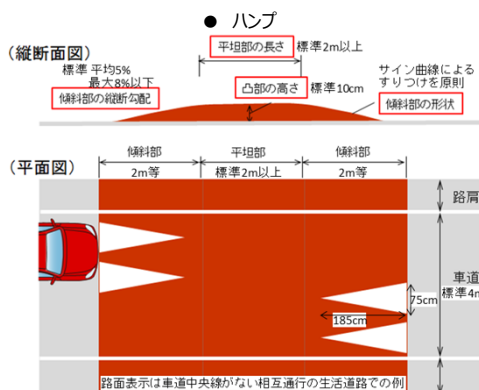 ● ハンプ
(縦断面図)
平坦部の長さ 標準2m以上
標準 平均5%
最大8%以下
傾斜部の縦断勾配
凸部の高さ 標準10cm
サイン曲線による
すりつけを原則
傾斜部の形状
(平面図)
傾斜部 平坦部 傾斜部
2m等 標準2m以上 2m等
路肩
車道
標準4m
75cm
185cm
路面表示は車道中央線がない相互通行の生活道路での例